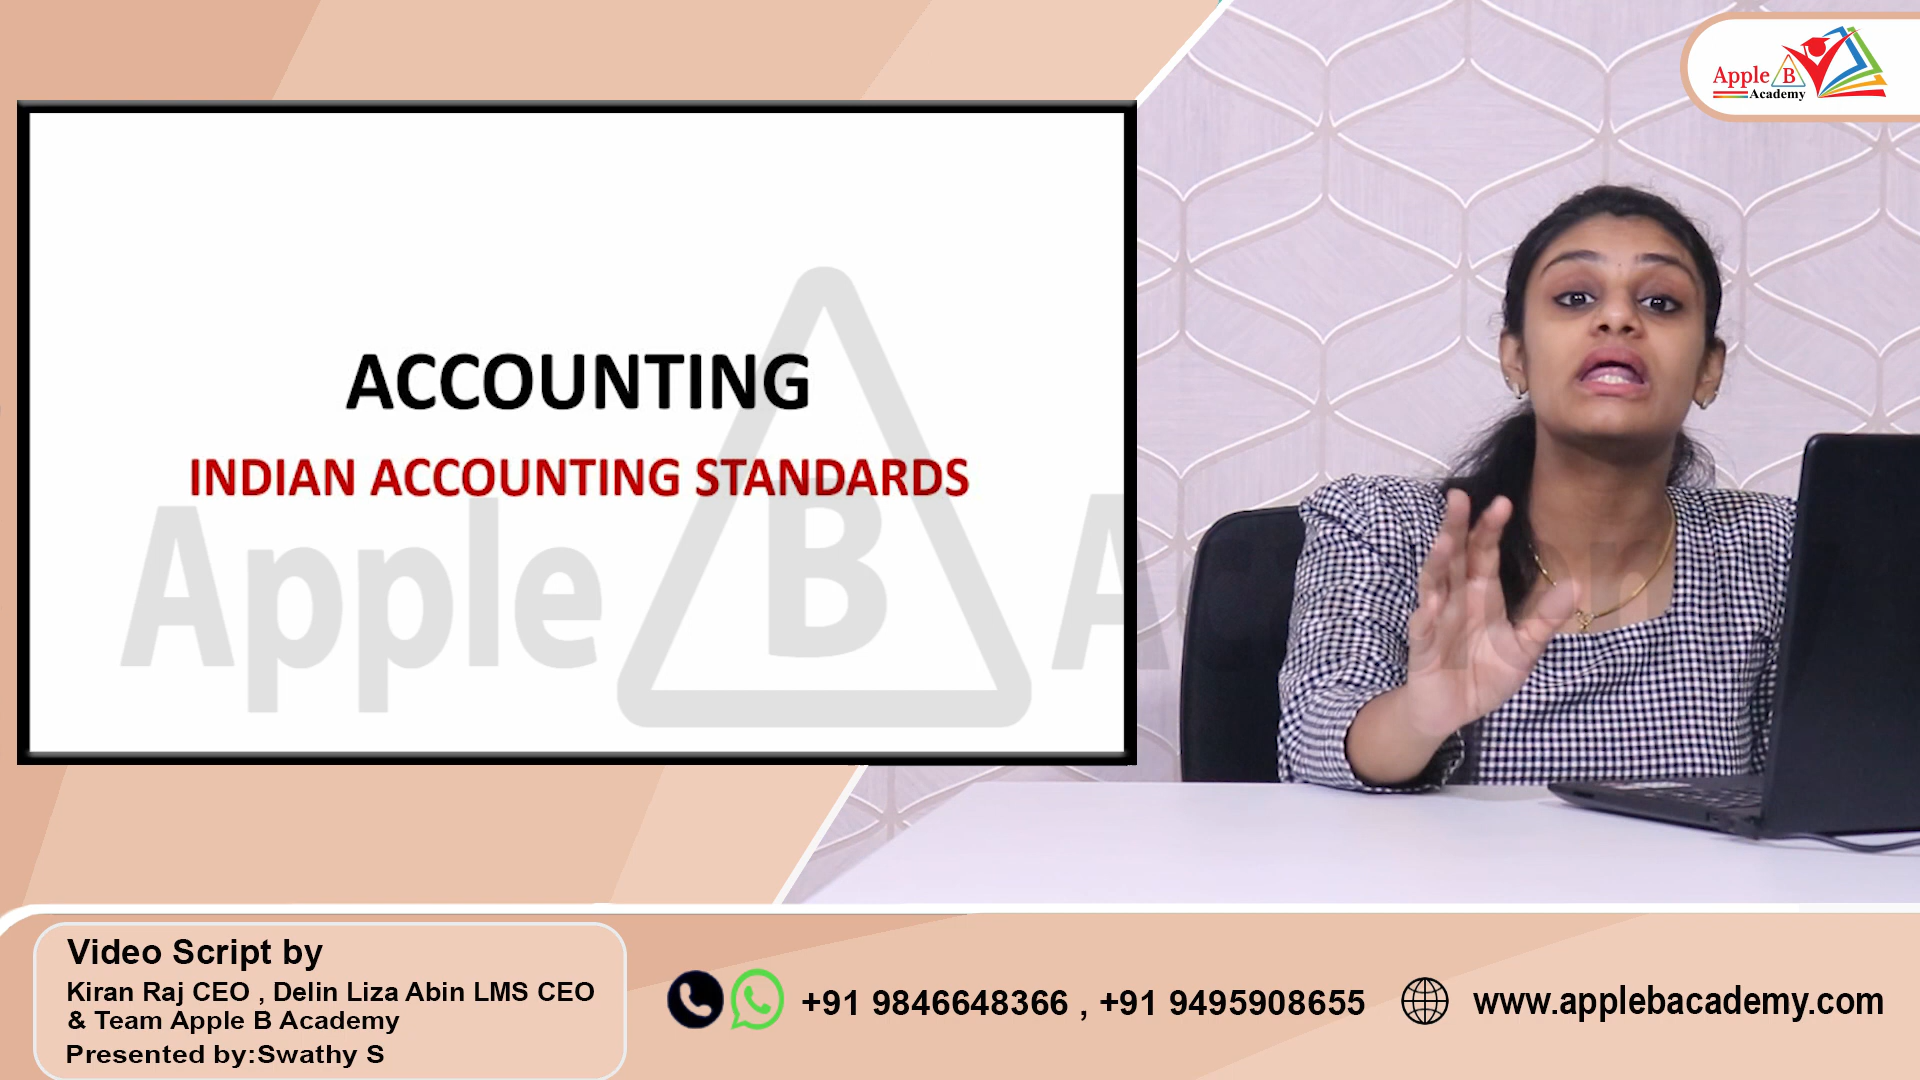 Apple B
Academy
ACCOUNTING
INDIAN ACCOUNTING STANDARDS
Apple B
Video Script by
Kiran Raj CEO , Delin Liza Abin LMS CEO
& Team Apple B Academy
Presented by:Swathy S
+91 9846648366 , +91 9495908655
www.applebacademy.com